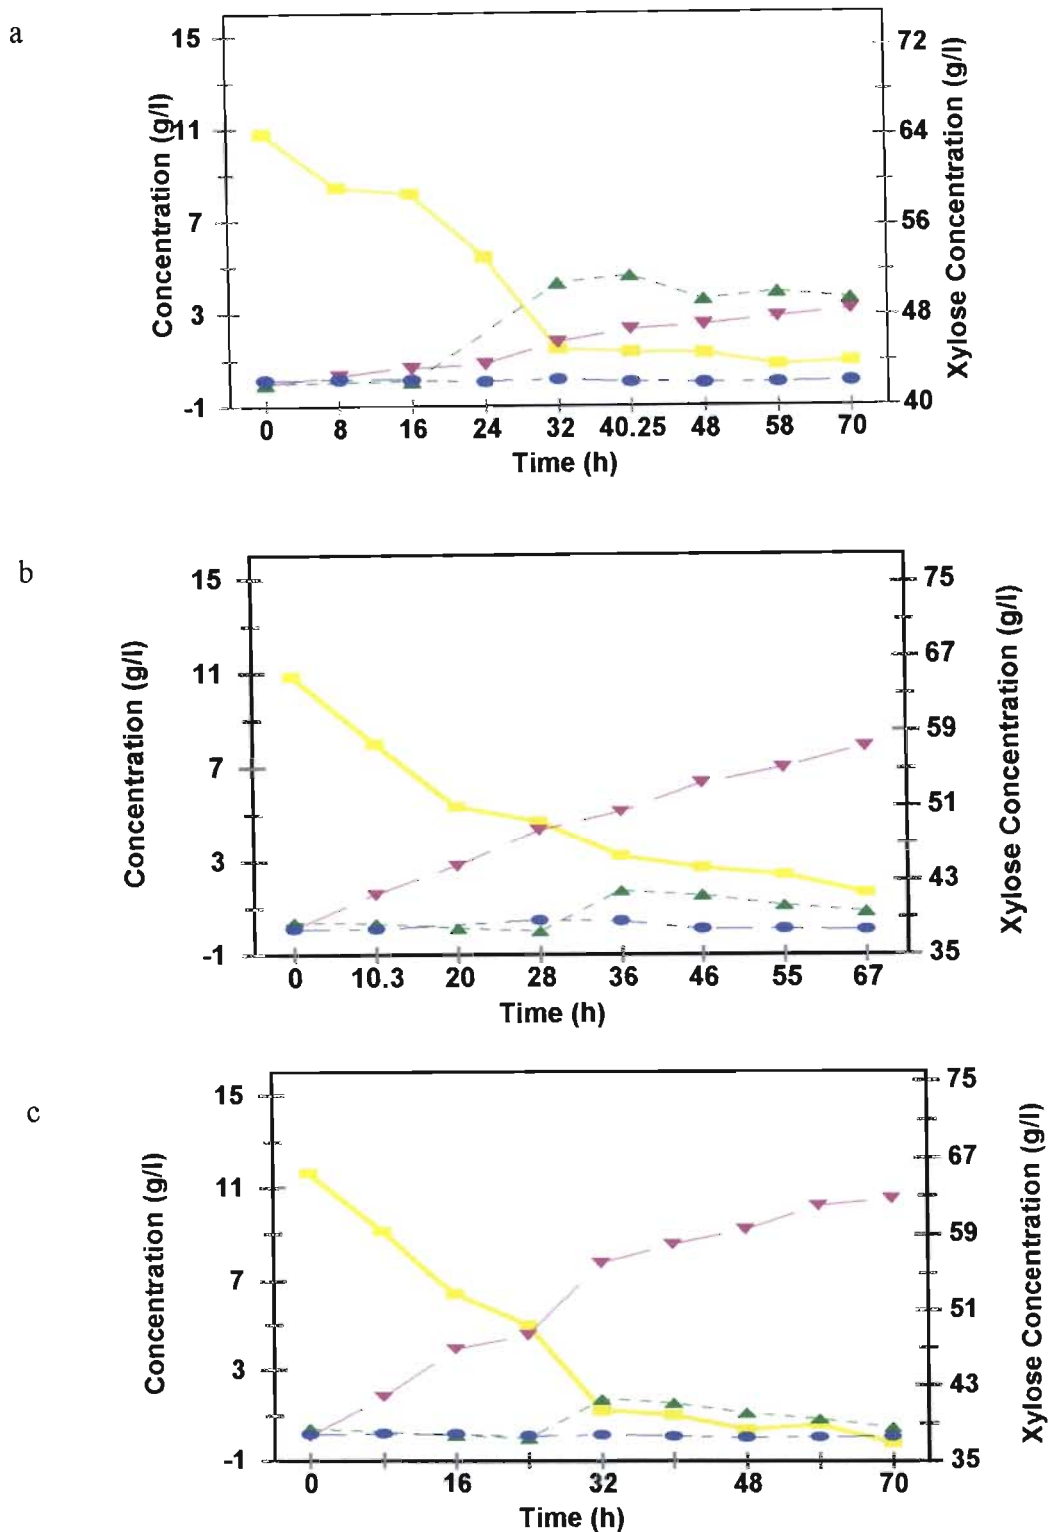 a
15
11
7
3
-1
Concentration (g/l)
72
64
56
48
40
Xylose Concentration (g/l)
0 8 16 24 32 40.25 48 58 70
Time (h)
b
15
11
7
3
-1
Concentration (g/l)
75
67
59
51
43
35
Xylose Concentration (g/l)
0 10.3 20 28 36 46 55 67
Time (h)
c
15
11
7
3
-1
Concentration (g/l)
75
67
59
51
43
35
Xylose Concentration (g/l)
0 16 32 48 70
Time (h)